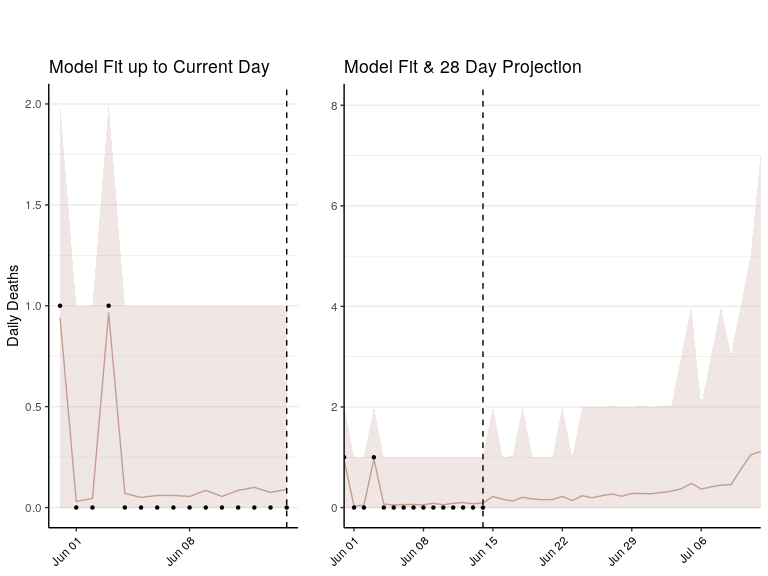 Model Fit up to Current Day
Model Fit & 28 Day Projection
Daily Deaths
2.0
1.5
1.0
0.5
0.0
Jun 01
Jun 08
8
6
4
2
0
Jun 01
Jun 08
Jun 15
Jun 22
Jun 29
Jul 06